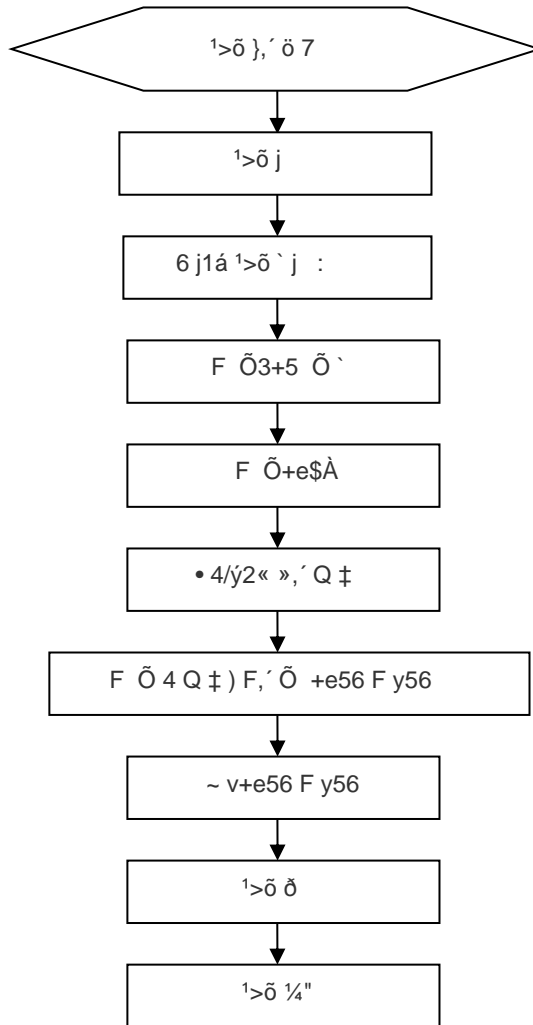 ¹>õ },´ ö 7
¹>õ j
6 j1á ¹>õ ` j :
F Õ3+5 Õ `
F Õ+e$À
• 4/ý2« »,´ Q ‡
F Õ 4 Q ‡ ) F,´ Õ +e56 F y56
~ v+e56 F y56
¹>õ ð
¹>õ ¼"